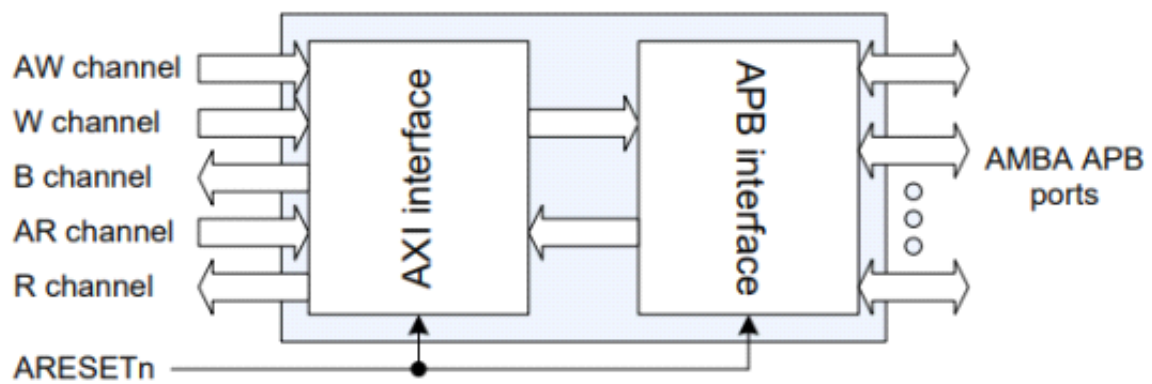 AW channel
W channel
B channel
AR channel
R channel
ARESETn
AXI interface
APB interface
AMBA APB
ports